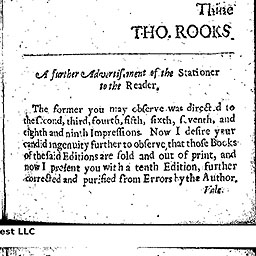 Thine
THO. ROOKS.
A further Advertisement of the Stationer
to the Reader,
The former you may observe was direct.d to
the second, third, fourth, fifth, sixth, s.venth, and
eighth and ninth Impressions. Now I desire your
candid ingenuity further to observe, that those Books
of the said Editions are sold and out of print, and
now I present you with a tenth Edition, further
corrected and purified from Errors by the Author,
Vale.
est LLC